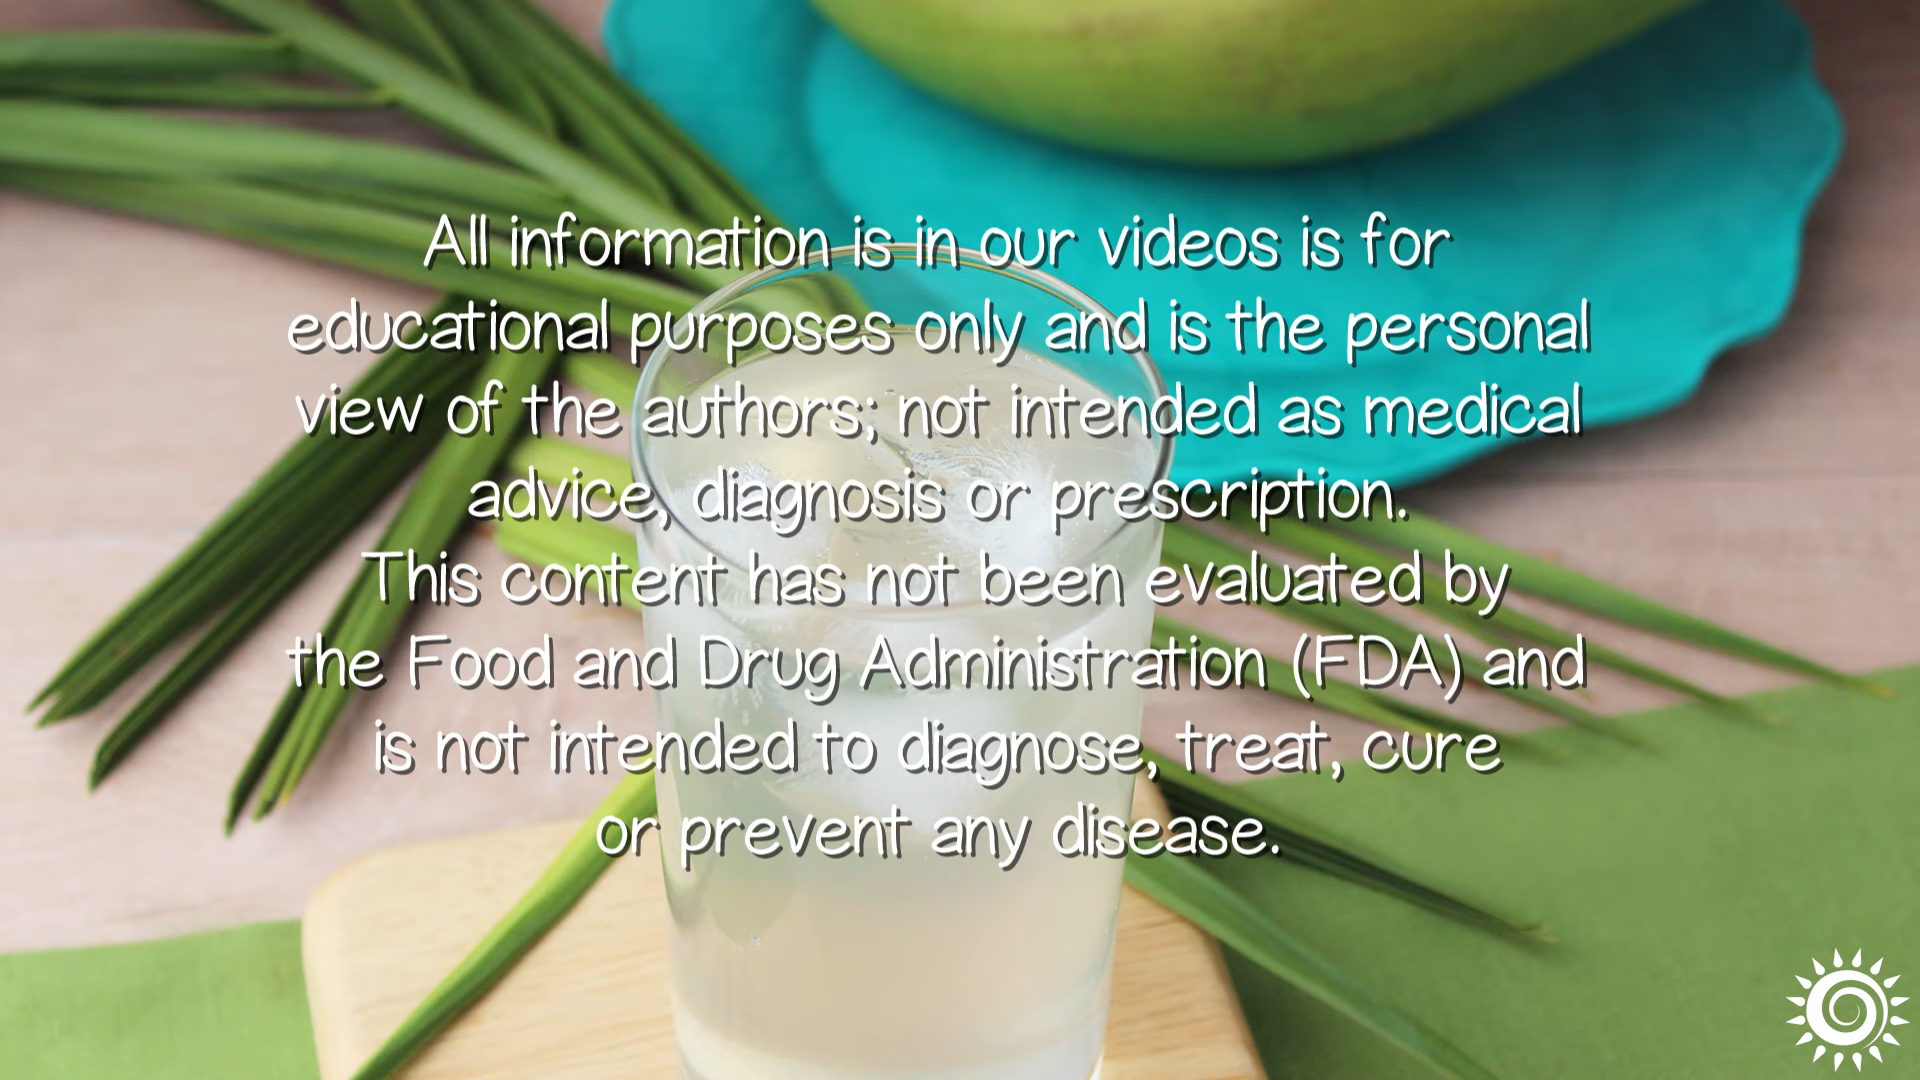 All information is in our videos is for
educational purposes only and is the personal
view of the authors; not intended as medical
advice, diagnosis or prescription.
This content has not been evaluated by
the Food and Drug Administration (FDA) and
is not intended to diagnose, treat, cure
or prevent any disease.